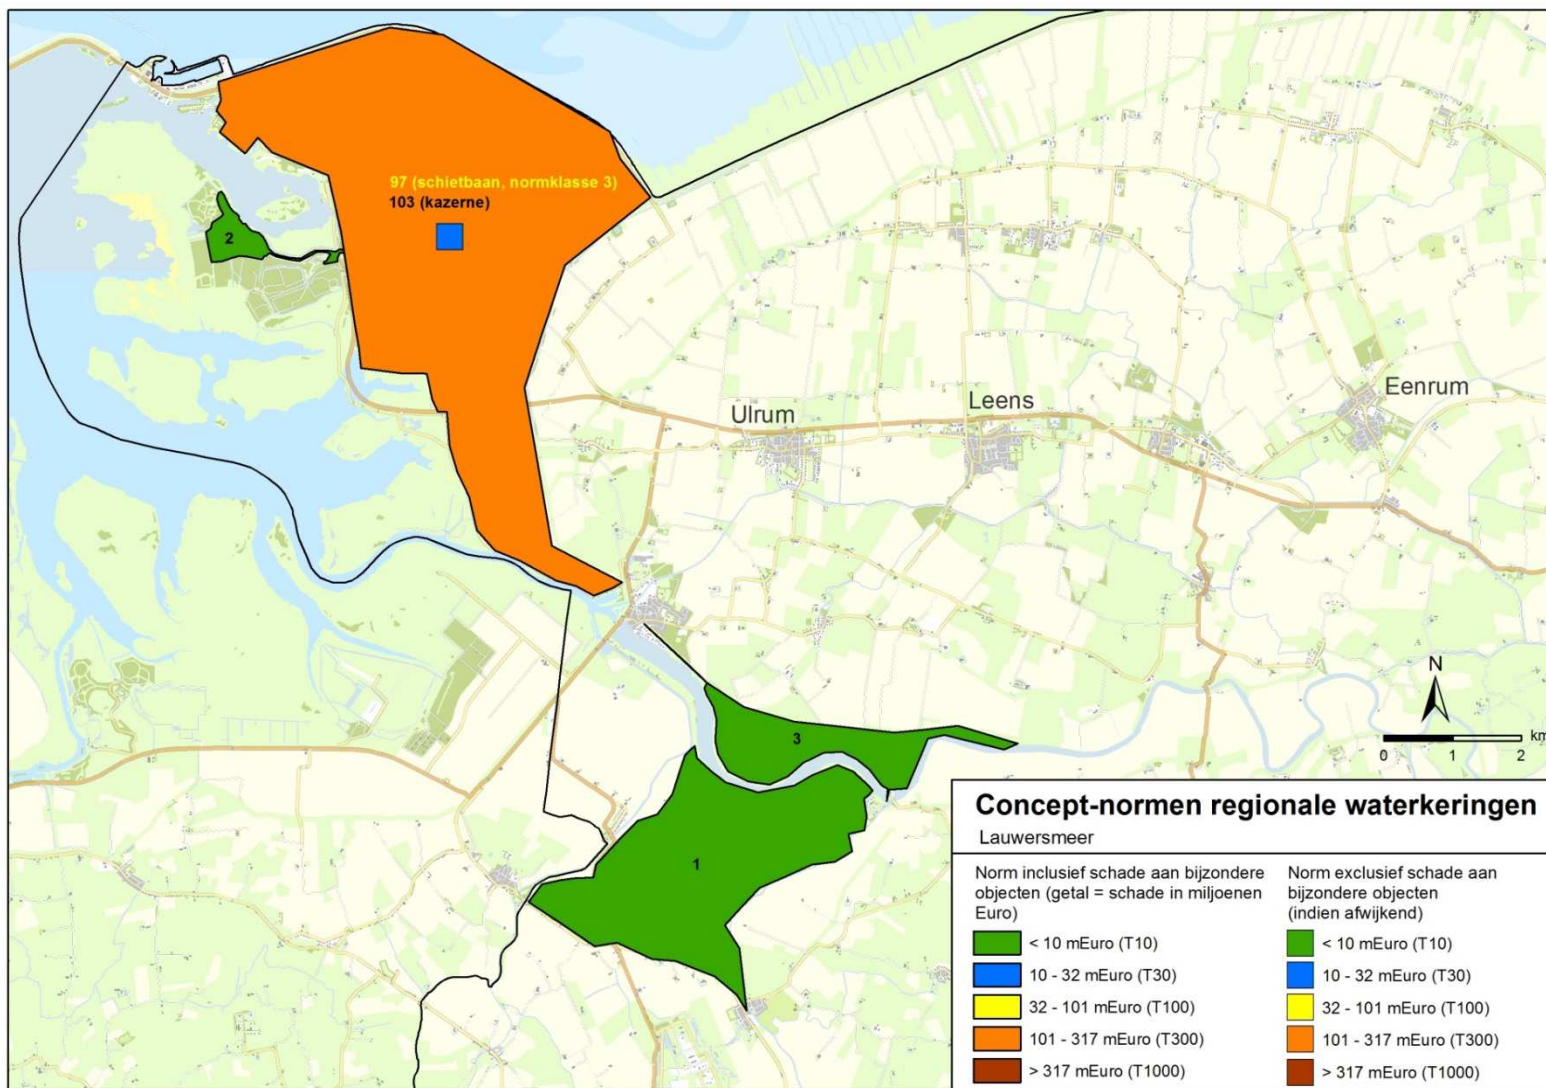 97 (schietbaan, normklasse 3)
103 (kazerne)
2
Ulrum
Leens
Eenrum
3
1
N
km
0 1 2
Concept-normen regionale waterkeringen
Lauwersmeer
Norm inclusief schade aan bijzondere
objecten (getal = schade in miljoenen
Euro)
< 10 mEuro (T10)
10 - 32 mEuro (T30)
32 - 101 mEuro (T100)
101 - 317 mEuro (T300)
> 317 mEuro (T1000)
Norm exclusief schade aan
bijzondere objecten
(indien afwijkend)
< 10 mEuro (T10)
10 - 32 mEuro (T30)
32 - 101 mEuro (T100)
101 - 317 mEuro (T300)
> 317 mEuro (T1000)